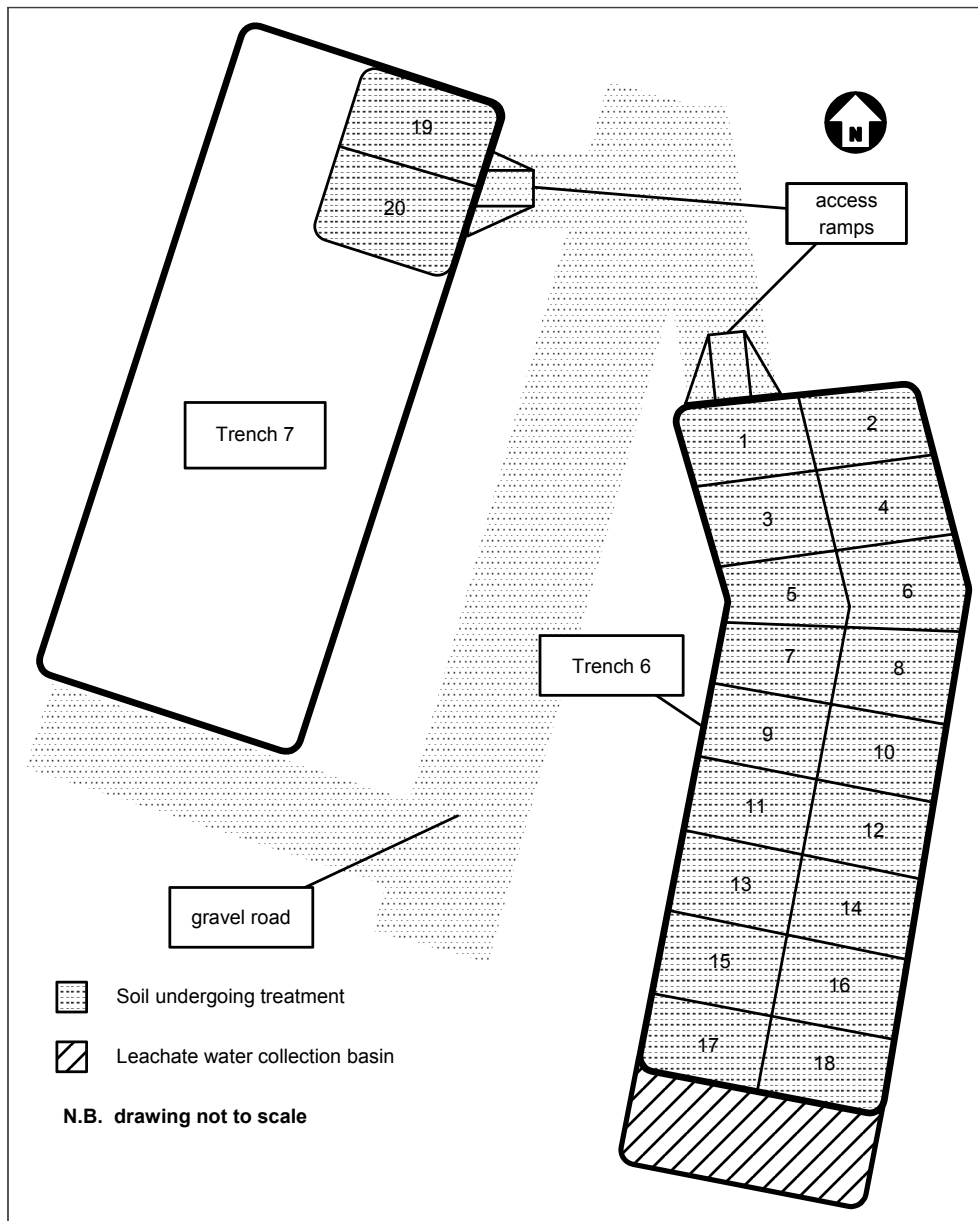 19
N
20
access
ramps
Trench 7
1
2
3
4
5
6
Trench 6
7
8
9
10
11
12
gravel road
13
14
15
16
Soil undergoing treatment
17
18
Leachate water collection basin
N.B. drawing not to scale